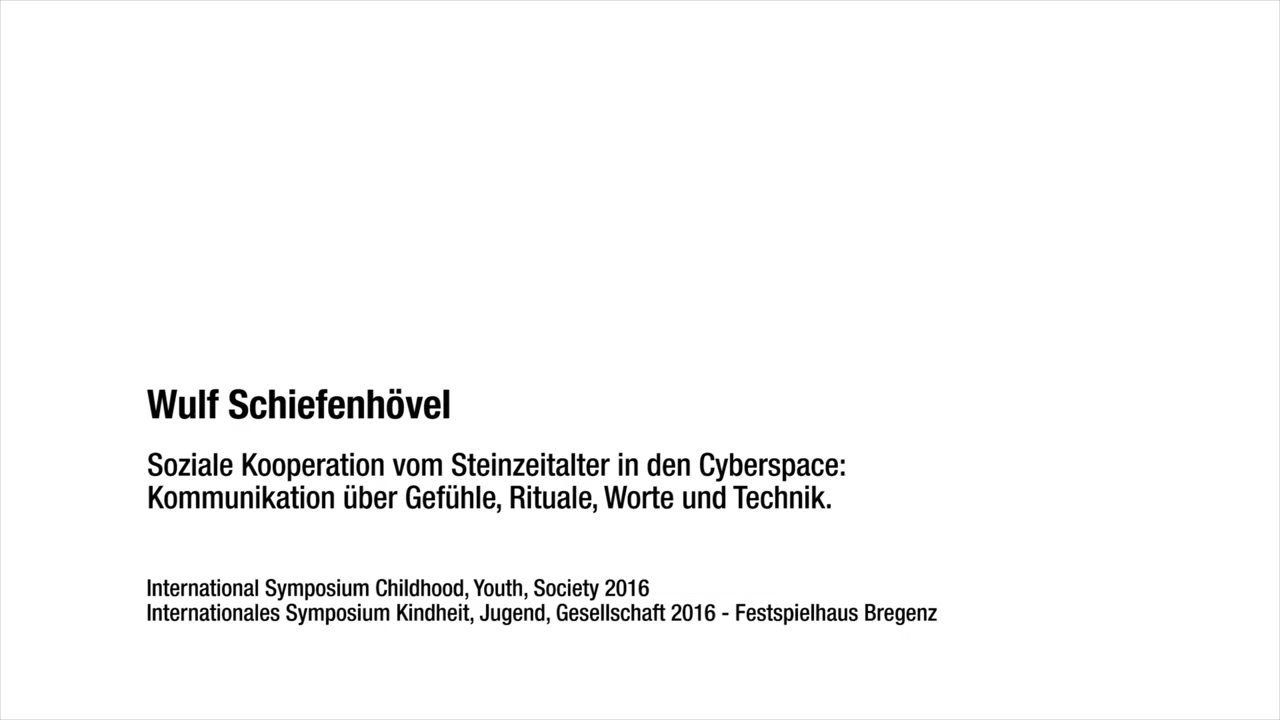 Wulf Schiefenhövel
Soziale Kooperation vom Steinzeitalter in den Cyberspace:
Kommunikation über Gefühle, Rituale, Worte und Technik.
International Symposium Childhood, Youth, Society 2016
Internationales Symposium Kindheit, Jugend, Gesellschaft 2016 - Festspielhaus Bregenz